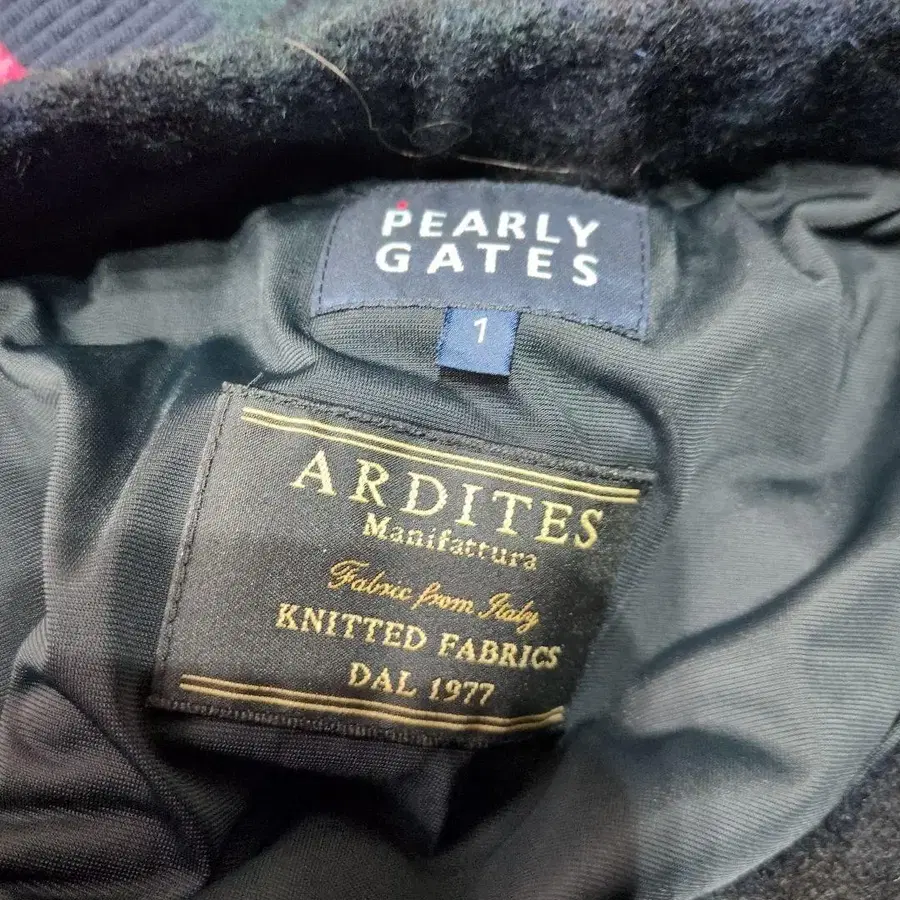 PEARLY
GATES
1
ARDITES
Manifattura
Fabric from Italy
KNITTED FABRICS
DAL 1977